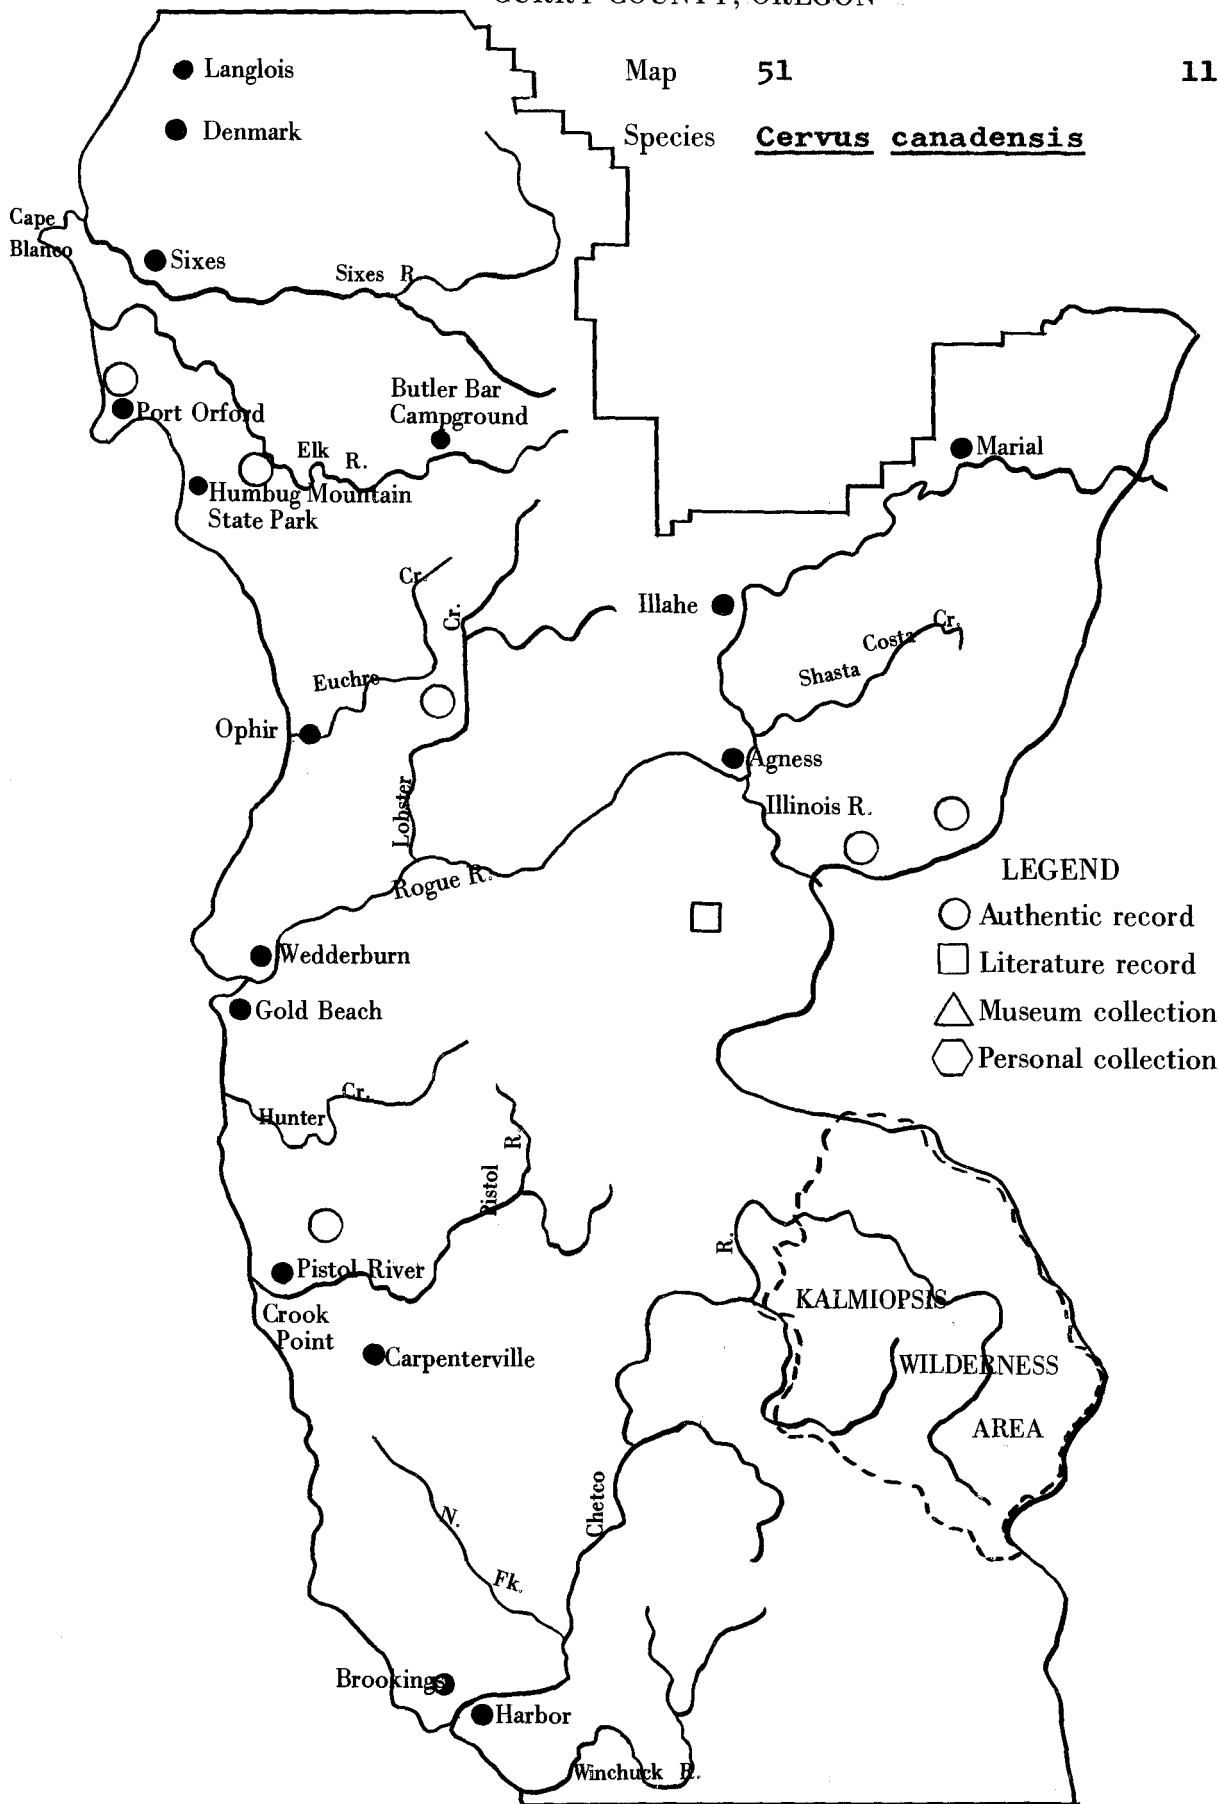 CURRY COUNTY, OREGON
Map 51 11
Species Cervus canadensis
Langlois
Denmark
Cape
Blanco
Sixes
Sixes R
Port Orford
Butler Bar
Campground
Elk R.
Humbug Mountain
State Park
Marial
Cr.
Euchre
Cr.
Lobster
Illahe
Shasta Costa Cr.
Ophir
Agness
Illinois R.
Rogue R.
LEGEND
Authentic record
Literature record
Museum collection
Personal collection
Wedderburn
Gold Beach
Hunter Cr.
Pistol R.
Pistol River
Crook
Point
Carpenterville
R.
KALMIOPSIS
WILDERNESS
AREA
Chetco
N.
Fk.
Brookings
Harbor
Winchuck R.